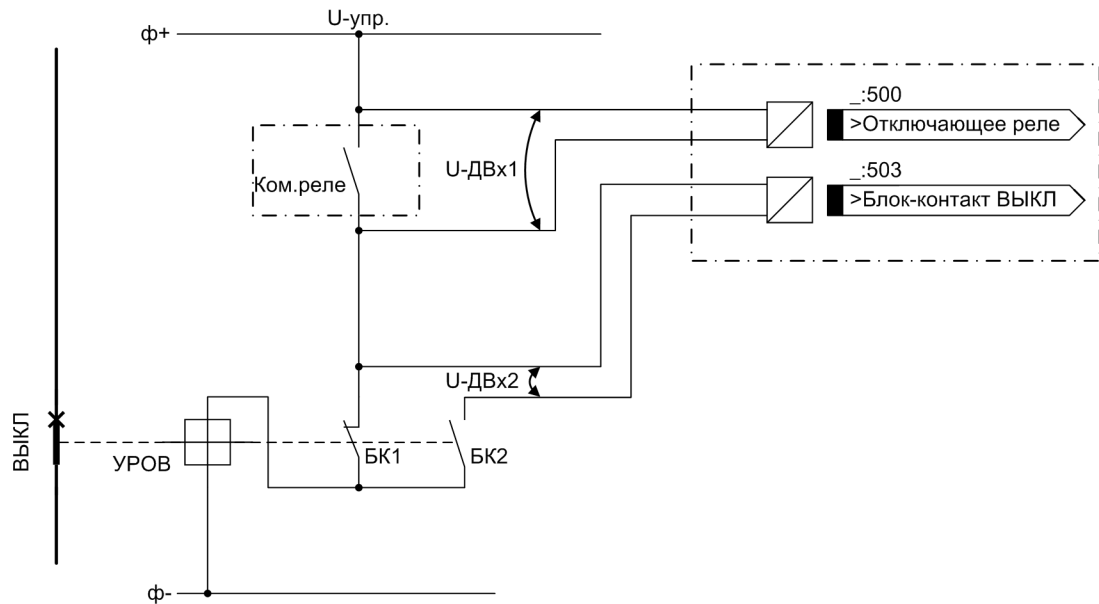 U-упр.
ф+
_:500
>Отключающее реле
U-ДВх1
_:503
Ком.реле
>Блок-контакт ВЫКЛ
U-ДВх2
ВЫКЛ
УРОВ
БК1
БК2
ф-